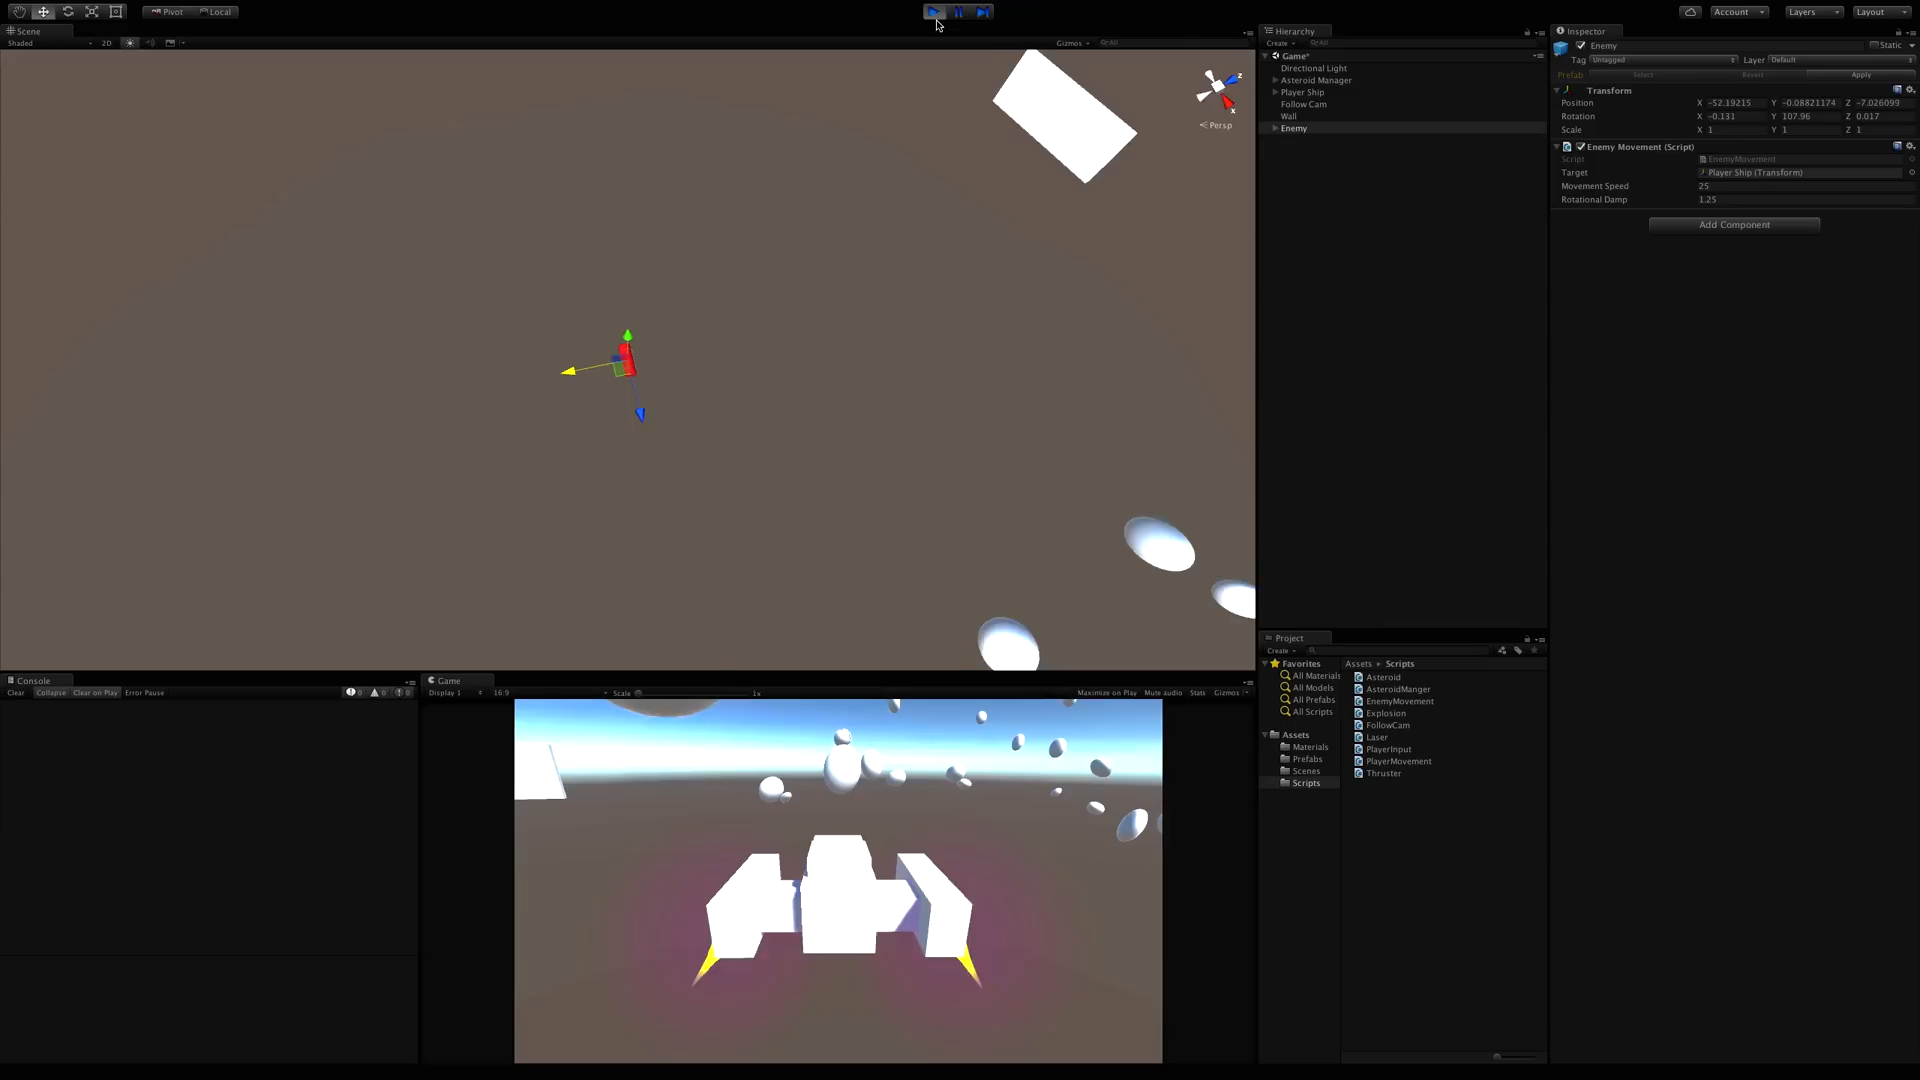 Pivot Local
Account Layers Layout
Scene
Shaded 2D Gizmos All
z
x
Persp
Hierarchy
Create All
Game*
Directional Light
Asteroid Manager
Player Ship
Follow Cam
Wall
Enemy
Inspector
Enemy Static
Tag Untagged Layer Default
Prefab Select Revert Apply
Transform
Position X -52.19215 Y -0.08821174 Z -7.026099
Rotation X -0.131 Y 107.96 Z 0.017
Scale X 1 Y 1 Z 1
Enemy Movement (Script)
Script EnemyMovement
Target Player Ship (Transform)
Movement Speed 25
Rotational Damp 1.25
Add Component
Project
Create
Favorites
All Materials
All Models
All Prefabs
All Scripts
Assets
Materials
Prefabs
Scenes
Scripts
Assets ▸ Scripts
Asteroid
AsteroidManger
EnemyMovement
Explosion
FollowCam
Laser
PlayerInput
PlayerMovement
Thruster
Console
Clear Collapse Clear on Play Error Pause 0 0 0
Game
Display 1 16:9 Scale 1x Maximize on Play Mute audio Stats Gizmos